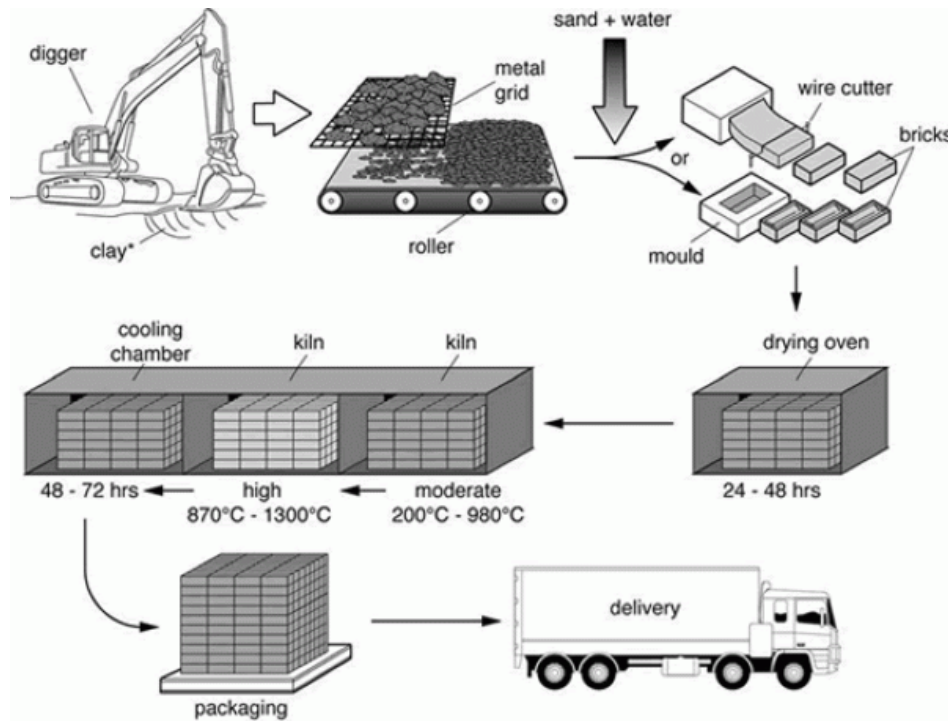 digger
clay*
metal
grid
roller
sand + water
or
wire cutter
bricks
mould
drying oven
24 - 48 hrs
cooling
chamber
kiln
kiln
48 - 72 hrs
high
870°C - 1300°C
moderate
200°C - 980°C
packaging
delivery